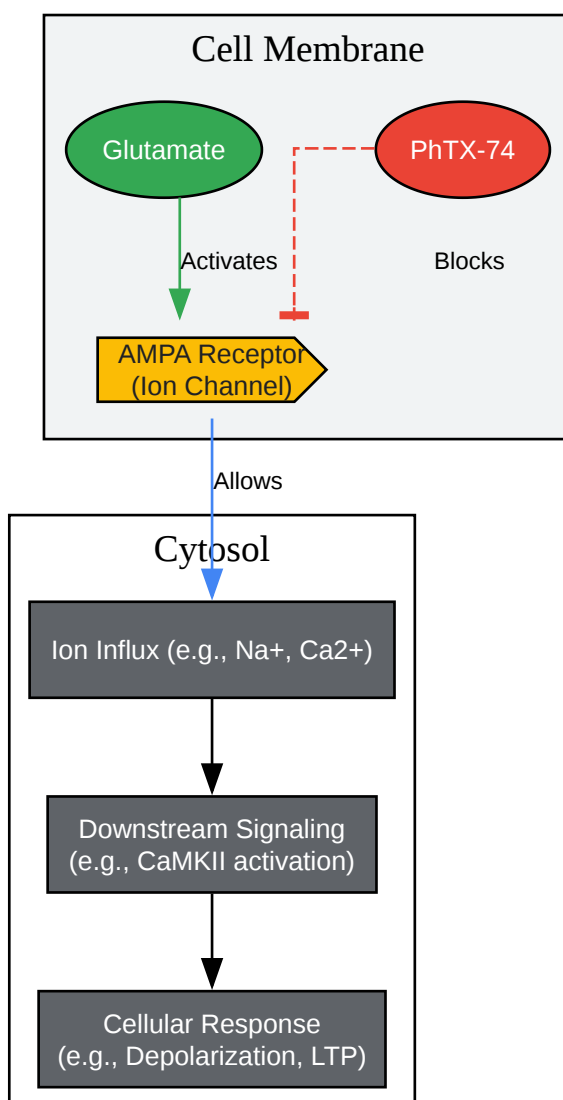 Cell Membrane
Glutamate
PhTX-74
Activates
Blocks
AMPA Receptor
(Ion Channel)
Allows
Cytosol
Ion Influx (e.g., Na+, Ca2+)
Downstream Signaling
(e.g., CaMKII activation)
Cellular Response
(e.g., Depolarization, LTP)